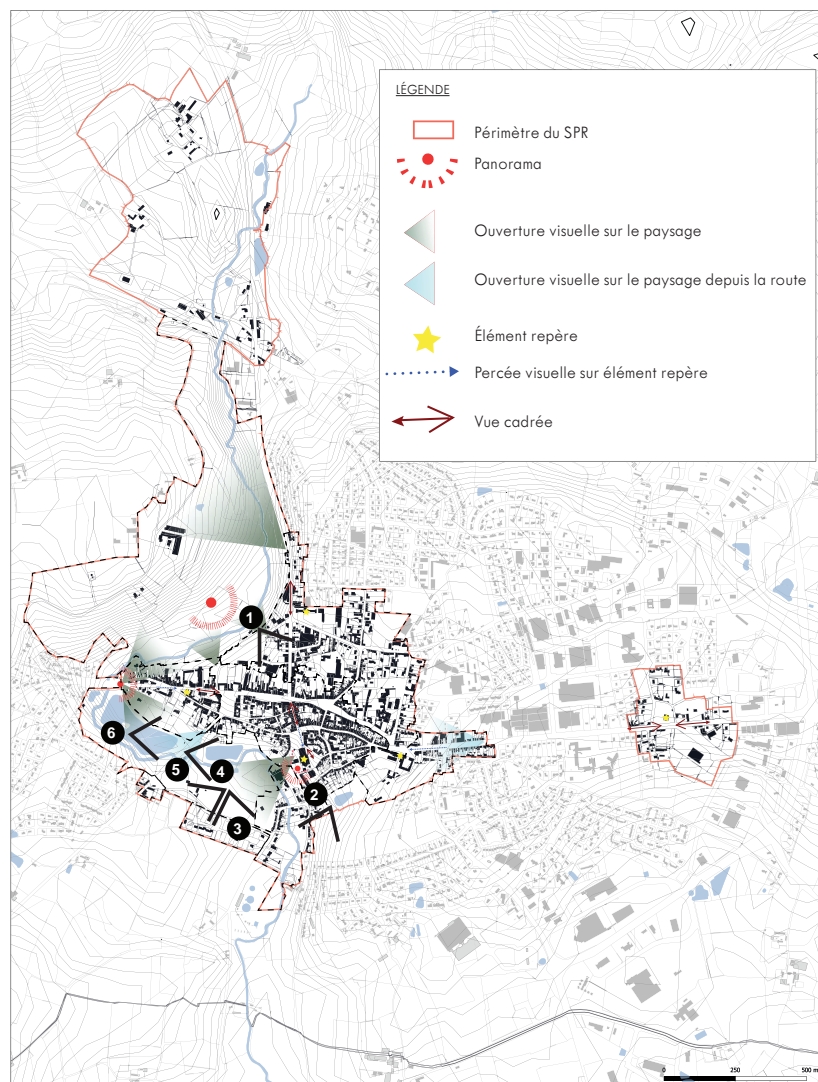 LÉGENDE
Périmètre du SPR
Panorama
Ouverture visuelle sur le paysage
Ouverture visuelle sur le paysage depuis la route
Élément repère
Percée visuelle sur élément repère
Vue cadrée
1
6
5
4
2
3
0 250 500 m